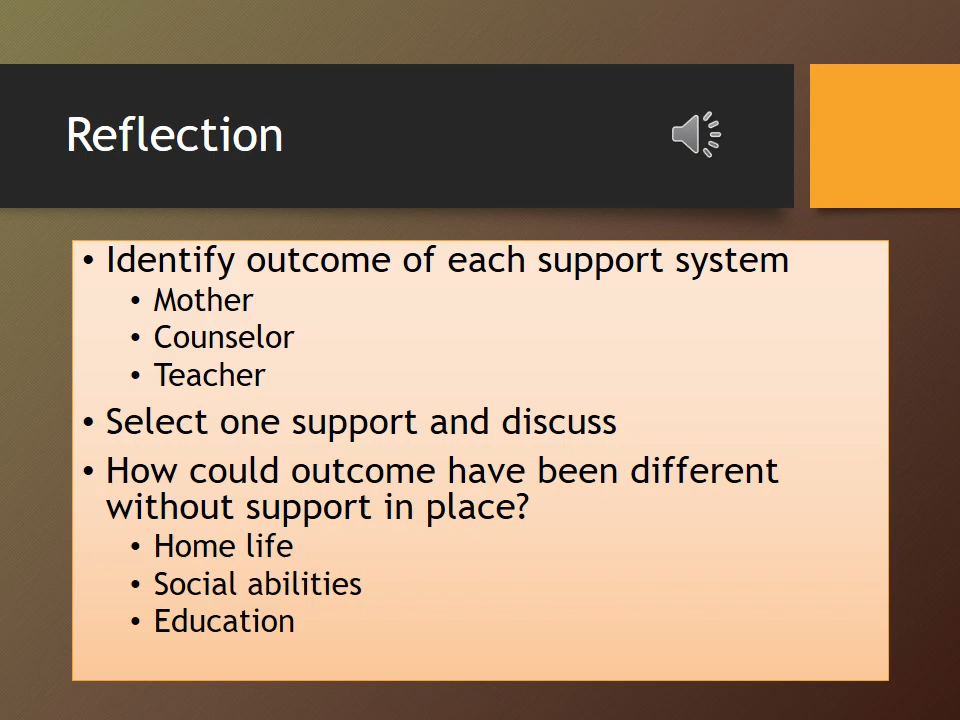 Reflection
• Identify outcome of each support system
• Mother
• Counselor
• Teacher
• Select one support and discuss
• How could outcome have been different
without support in place?
• Home life
• Social abilities
• Education